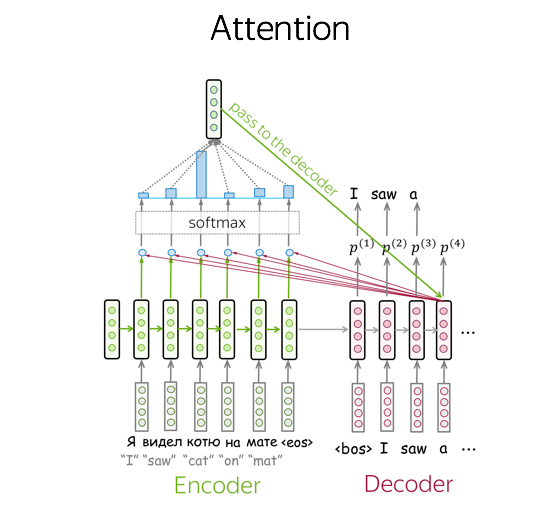 Attention
pass to the decoder
I saw a
softmax
p(1) p(2) p(3) p(4)
...
Я видел котю на мате <eos>
"I" "saw" "cat" "on" "mat"
<bos> I saw a ...
Encoder
Decoder